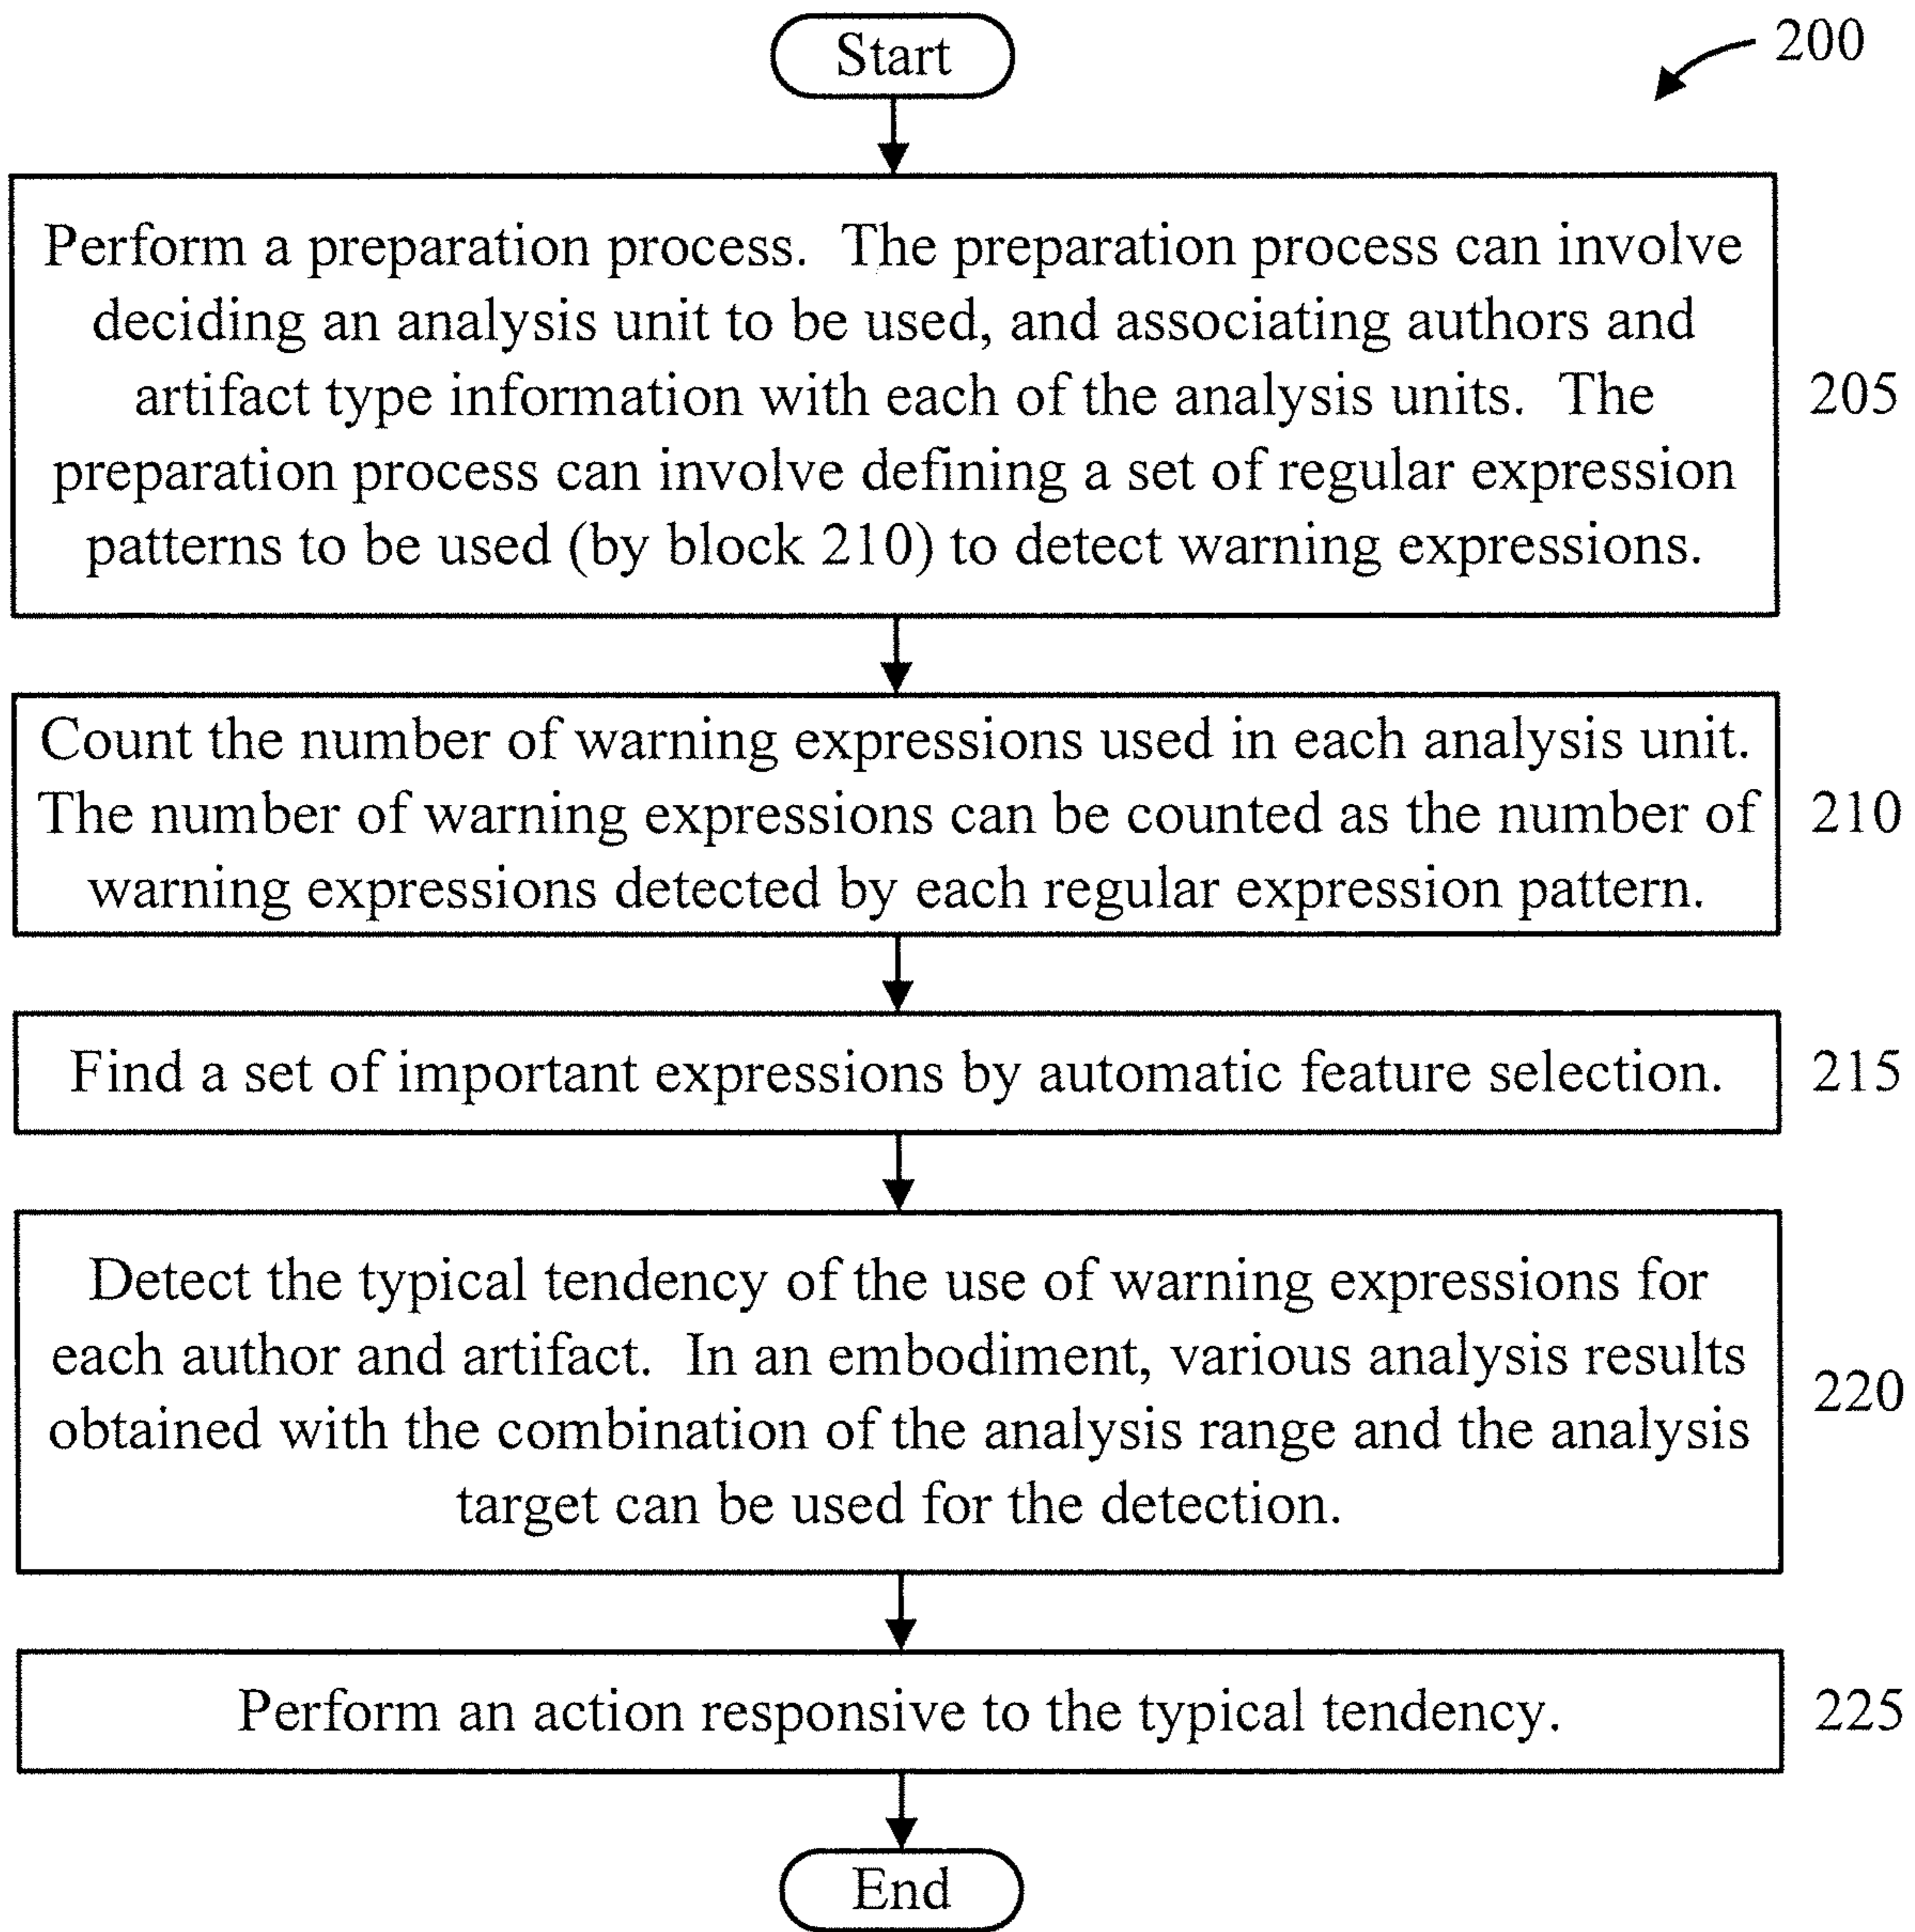 Start
200
Perform a preparation process. The preparation process can involve
deciding an analysis unit to be used, and associating authors and
artifact type information with each of the analysis units. The
preparation process can involve defining a set of regular expression
patterns to be used (by block 210) to detect warning expressions.
205
Count the number of warning expressions used in each analysis unit.
The number of warning expressions can be counted as the number of
warning expressions detected by each regular expression pattern.
210
Find a set of important expressions by automatic feature selection.
215
Detect the typical tendency of the use of warning expressions for
each author and artifact. In an embodiment, various analysis results
obtained with the combination of the analysis range and the analysis
target can be used for the detection.
220
Perform an action responsive to the typical tendency.
225
End